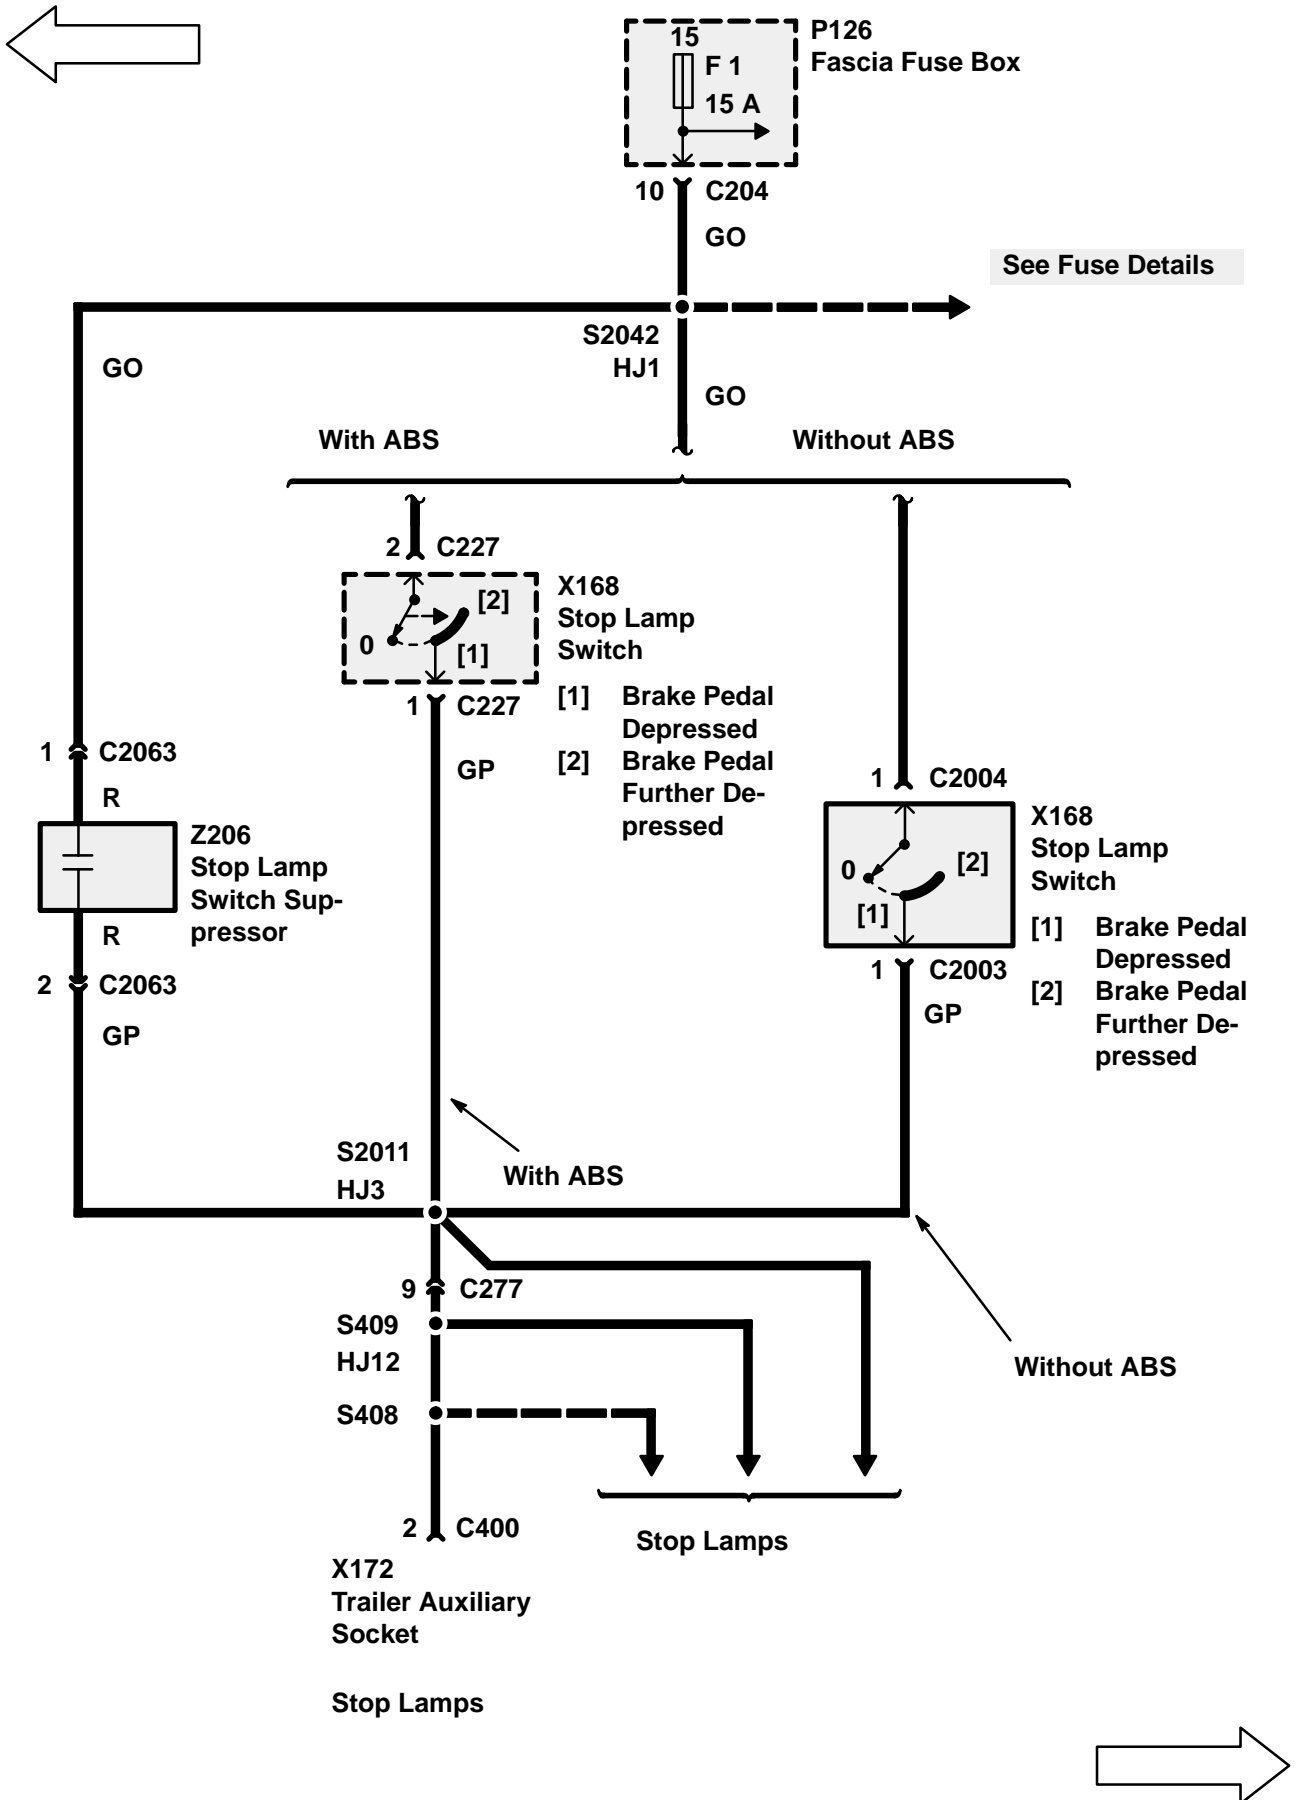 15
F 1
15 A
P126
Fascia Fuse Box
10 C204
GO
See Fuse Details
S2042
HJ1
GO
GO
With ABS
Without ABS
2 C227
[2]
0
[1]
X168
Stop Lamp
Switch
[1] Brake Pedal
Depressed
[2] Brake Pedal
Further De-
pressed
1 C227
GP
1 C2063
R
Z206
Stop Lamp
Switch Sup-
pressor
R
2 C2063
GP
1 C2004
0
[2]
[1]
X168
Stop Lamp
Switch
[1] Brake Pedal
Depressed
[2] Brake Pedal
Further De-
pressed
1 C2003
GP
S2011
HJ3
With ABS
9 C277
S409
HJ12
Without ABS
S408
2 C400
Stop Lamps
X172
Trailer Auxiliary
Socket
Stop Lamps